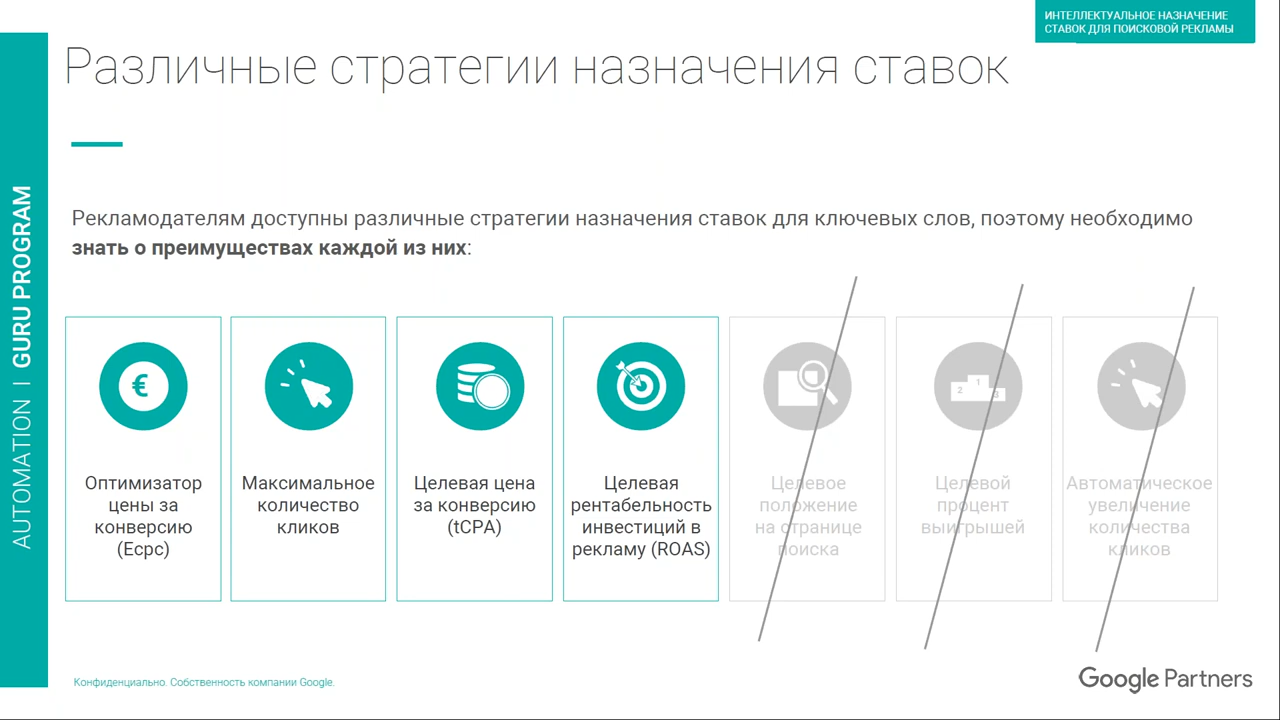 ИНТЕЛЛЕКТУАЛЬНОЕ НАЗНАЧЕНИЕ
СТАВОК ДЛЯ ПОИСКОВОЙ РЕКЛАМЫ
Различные стратегии назначения ставок
AUTOMATION | GURU PROGRAM
Рекламодателям доступны различные стратегии назначения ставок для ключевых слов, поэтому необходимо
знать о преимуществах каждой из них:
€
Оптимизатор
цены за
конверсию
(Ecpc)
Максимальное
количество
кликов
Целевая цена
за конверсию
(tCPA)
Целевая
рентабельность
инвестиций в
рекламу (ROAS)
Целевое
положение
на странице
поиска
2 1 3
Целевой
процент
выигрышей
Автоматическое
увеличение
количества
кликов
Конфиденциально. Собственность компании Google.
Google Partners